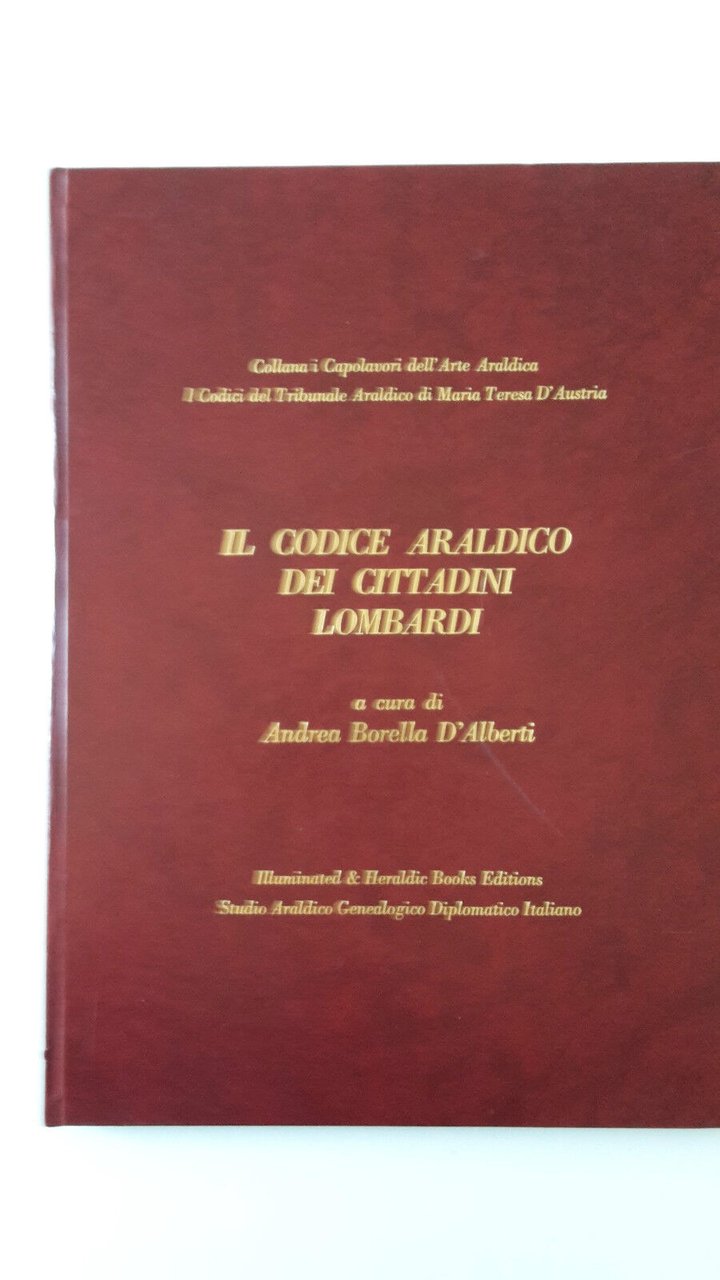 Collana i Capolavori dell'Arte Araldica
I Codici del Tribunale Araldico di Maria Teresa D'Austria
IL CODICE ARALDICO
DEI CITTADINI
LOMBARDI
a cura di
Andrea Borella D'Alberti
Illuminated & Heraldic Books Editions
Studio Araldico Genealogico Diplomatico Italiano